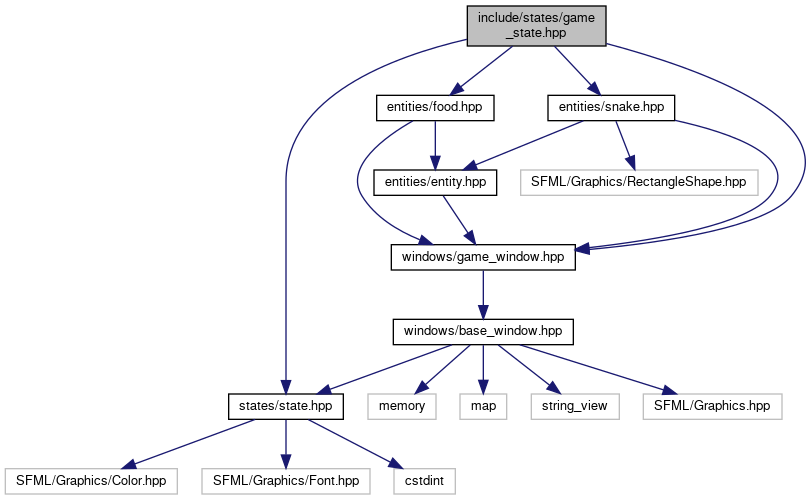 include/states/game
_state.hpp
entities/food.hpp
entities/snake.hpp
entities/entity.hpp
SFML/Graphics/RectangleShape.hpp
windows/game_window.hpp
windows/base_window.hpp
states/state.hpp
memory
map
string_view
SFML/Graphics.hpp
SFML/Graphics/Color.hpp
SFML/Graphics/Font.hpp
cstdint